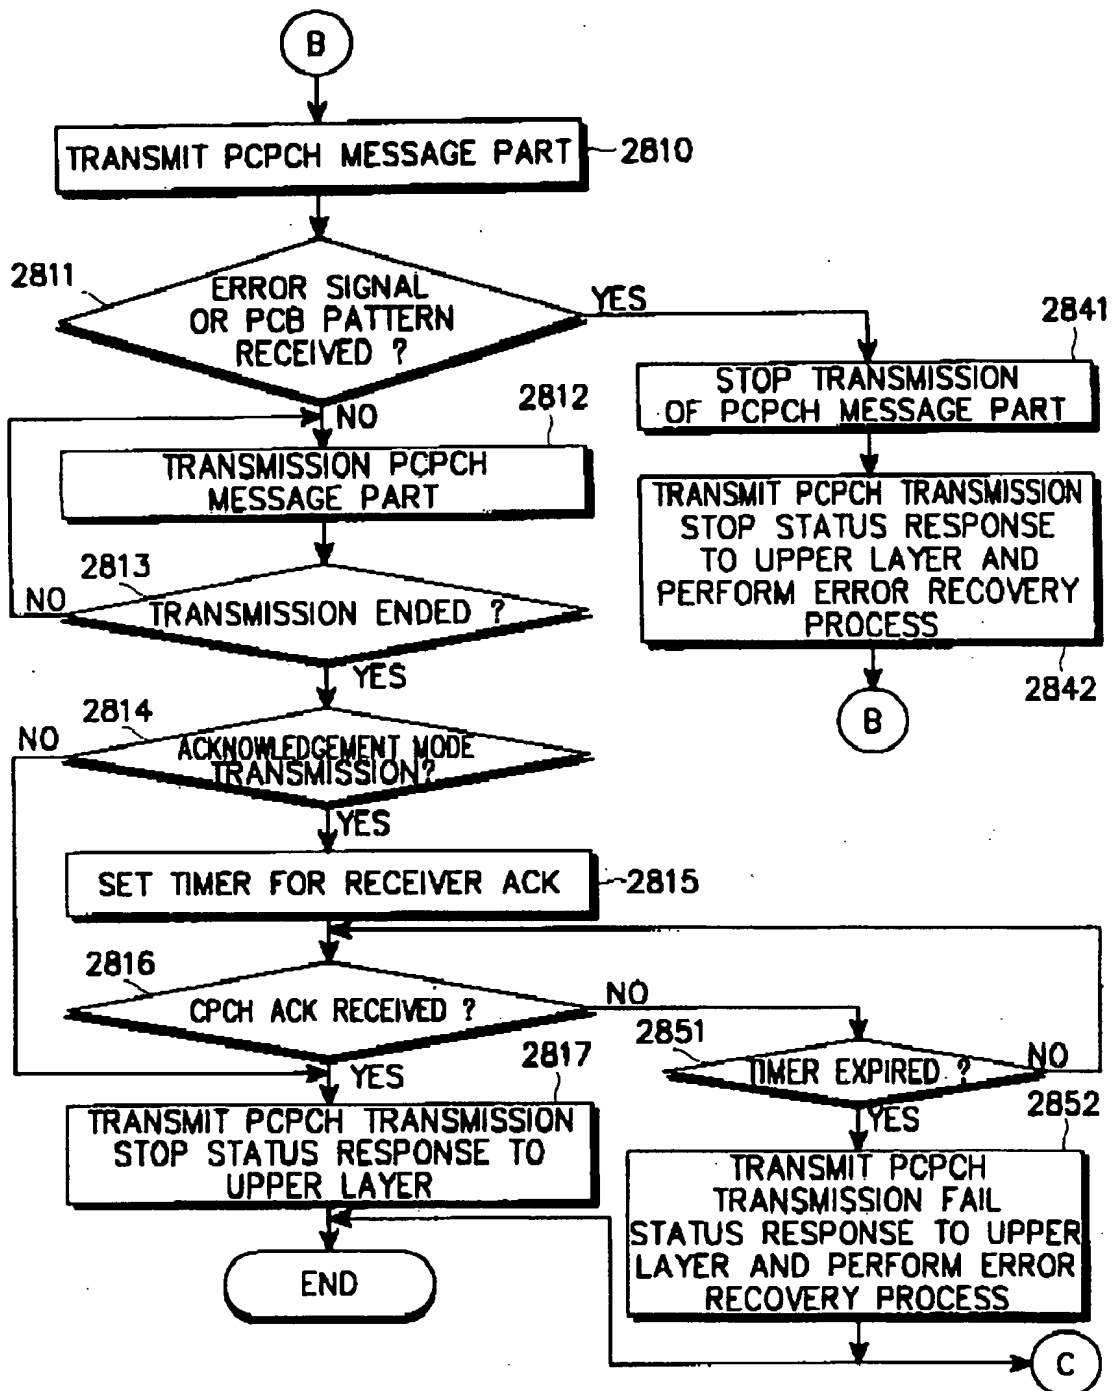 B
TRANSMIT PCPCH MESSAGE PART
2810
2811
ERROR SIGNAL
OR PCB PATTERN
RECEIVED ?
YES
NO
2841
STOP TRANSMISSION
OF PCPCH MESSAGE PART
2812
TRANSMISSION PCPCH
MESSAGE PART
TRANSMIT PCPCH TRANSMISSION
STOP STATUS RESPONSE
TO UPPER LAYER AND
PERFORM ERROR RECOVERY
PROCESS
2842
B
2813
NO
TRANSMISSION ENDED ?
YES
2814
NO
ACKNOWLEDGEMENT MODE
TRANSMISSION?
YES
SET TIMER FOR RECEIVER ACK
2815
2816
CPCH ACK RECEIVED ?
NO
YES
2851
TIMER EXPIRED ?
NO
YES
2817
TRANSMIT PCPCH TRANSMISSION
STOP STATUS RESPONSE TO
UPPER LAYER
2852
TRANSMIT PCPCH
TRANSMISSION FAIL
STATUS RESPONSE TO UPPER
LAYER AND PERFORM ERROR
RECOVERY PROCESS
END
C